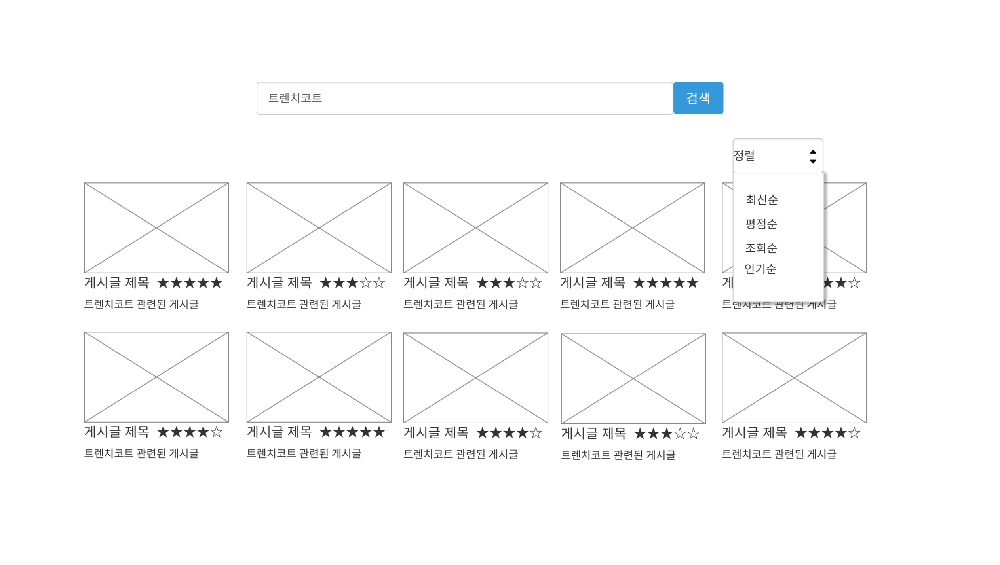 트렌치코트
검색
정렬
최신순
평점순
조회순
인기순
게시글 제목 ★★★★★
게시글 제목 ★★★☆☆
게시글 제목 ★★★☆☆
게시글 제목 ★★★★★
게 ★★☆
트렌치코트 관련된 게시글
트렌치코트 관련된 게시글
트렌치코트 관련된 게시글
트렌치코트 관련된 게시글
트렌치코트 관련된 게시글
게시글 제목 ★★★★☆
게시글 제목 ★★★★★
게시글 제목 ★★★★☆
게시글 제목 ★★★☆☆
게시글 제목 ★★★★☆
트렌치코트 관련된 게시글
트렌치코트 관련된 게시글
트렌치코트 관련된 게시글
트렌치코트 관련된 게시글
트렌치코트 관련된 게시글